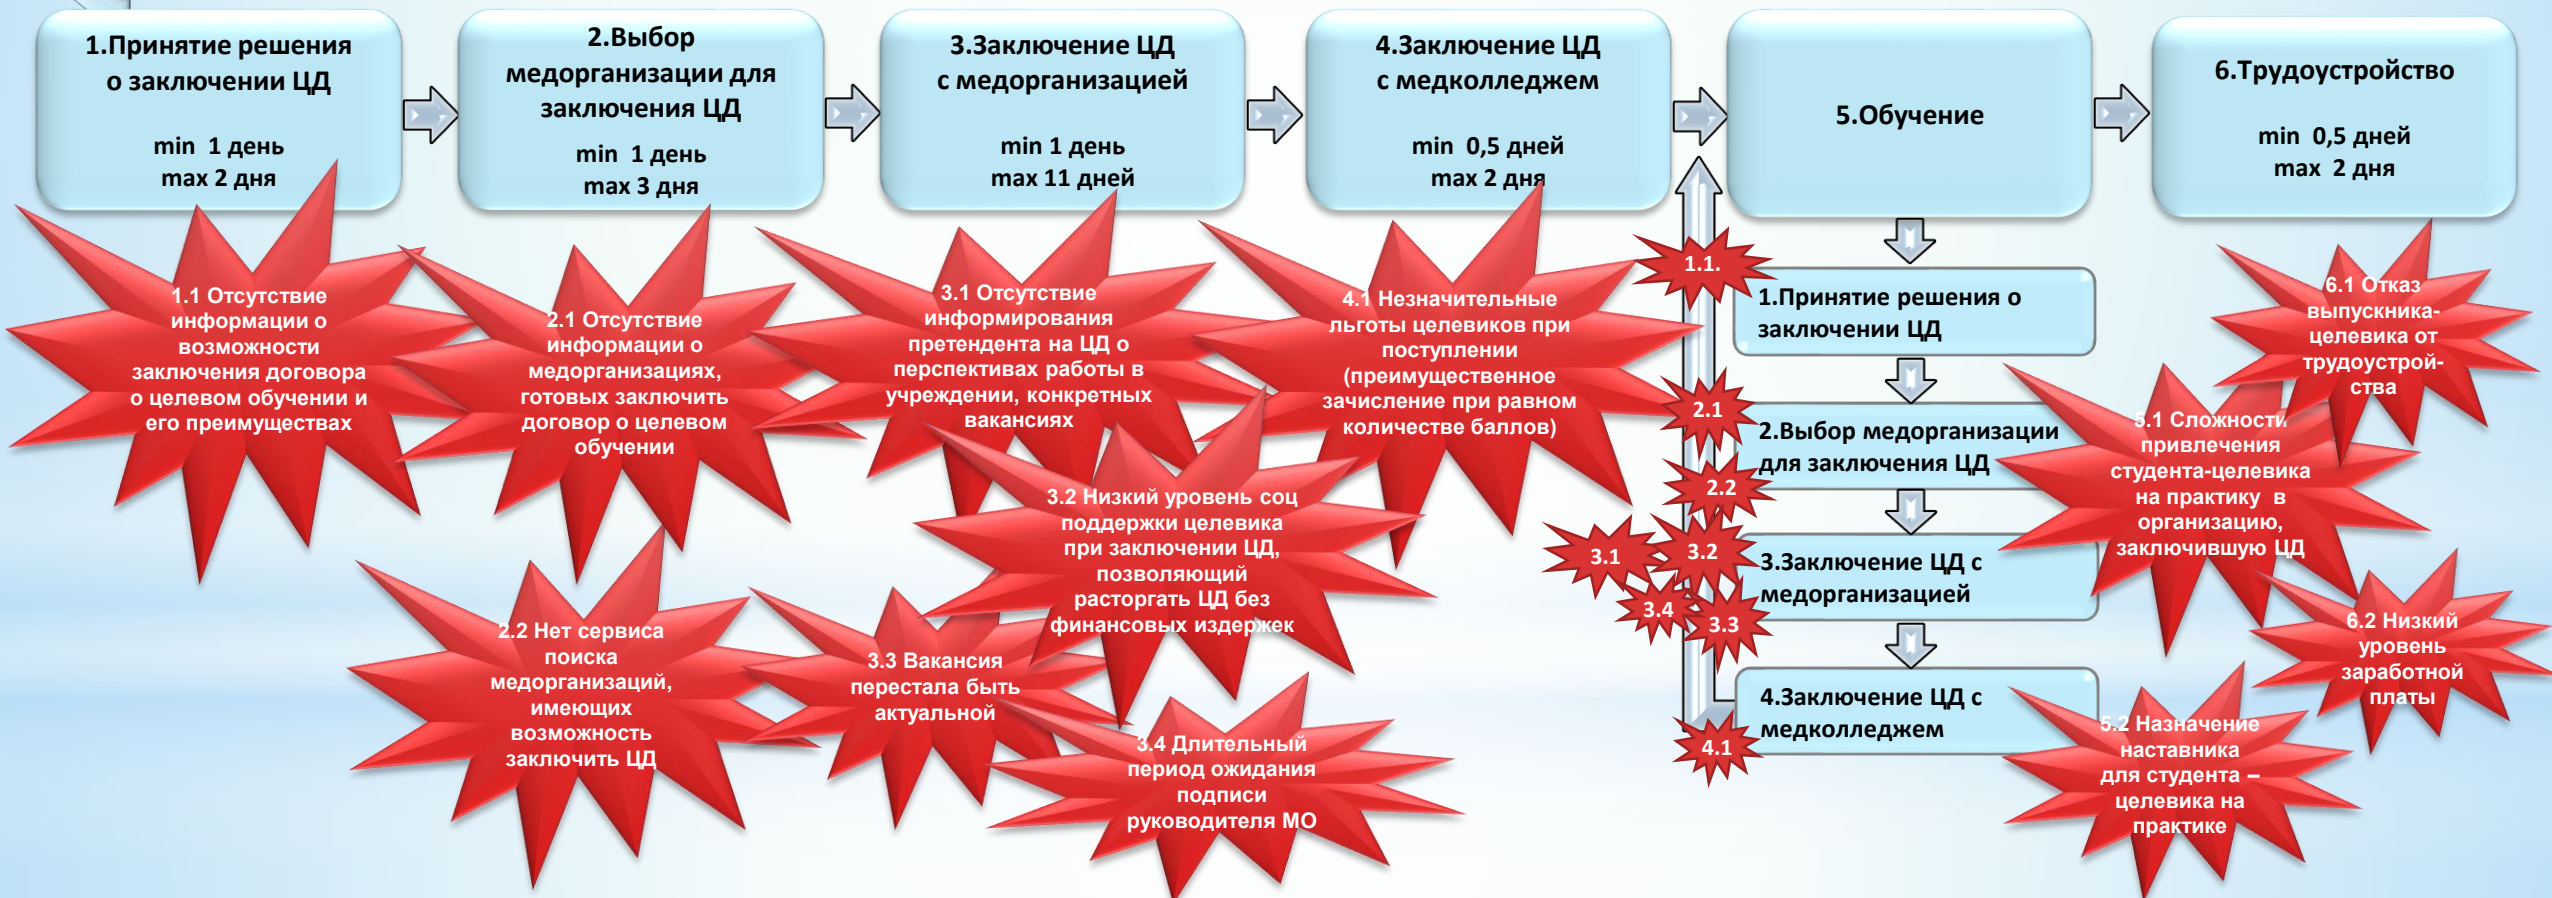 1.Принятие решения
о заключении ЦД
min 1 день
max 2 дня
2.Выбор
медорганизации для
заключения ЦД
min 1 день
max 3 дня
3.Заключение ЦД
с медорганизацией
min 1 день
max 11 дней
4.Заключение ЦД
с медколледжем
min 0,5 дней
max 2 дня
5.Обучение
6.Трудоустройство
min 0,5 дней
max 2 дня
1.1 Отсутствие
информации о
возможности
заключения договора
о целевом обучении и
его преимуществах
2.1 Отсутствие
информации о
медорганизациях,
готовых заключить
договор о целевом
обучении
2.2 Нет сервиса
поиска
медорганизаций,
имеющих
возможность
заключить ЦД
3.1 Отсутствие
информирования
претендента на ЦД о
перспективах работы в
учреждении, конкретных
вакансиях
3.2 Низкий уровень соц
поддержки целевика
при заключении ЦД,
позволяющий
расторгать ЦД без
финансовых издержек
3.3 Вакансия
перестала быть
актуальной
3.4 Длительный
период ожидания
подписи
руководителя МО
4.1 Незначительные
льготы целевиков при
поступлении
(преимущественное
зачисление при равном
количестве баллов)
1.1.
2.1
2.2
3.1
3.2
3.4
3.3
4.1
1.Принятие решения о
заключении ЦД
2.Выбор медорганизации
для заключения ЦД
3.Заключение ЦД с
медорганизацией
4.Заключение ЦД с
медколледжем
5.1 Сложности
привлечения
студента-целевика
на практику в
организацию,
заключившую ЦД
5.2 Назначение
наставника
для студента –
целевика на
практике
6.1 Отказ
выпускника-
целевика от
трудоустрой-
ства
6.2 Низкий
уровень
заработной
платы